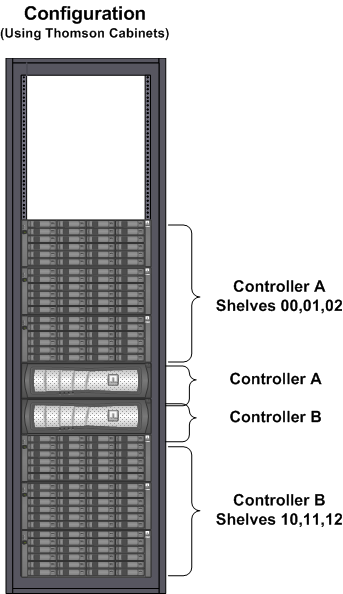 Configuration
(Using Thomson Cabinets)
Controller A
Shelves 00,01,02
Controller A
Controller B
Controller B
Shelves 10,11,12